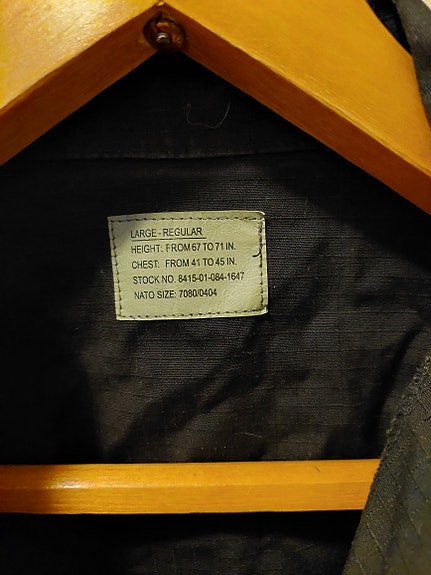 LARGE - REGULAR
HEIGHT: FROM 67 TO 71 IN.
CHEST: FROM 41 TO 45 IN.
STOCK NO. 8415-01-084-1647
NATO SIZE: 7080/0404